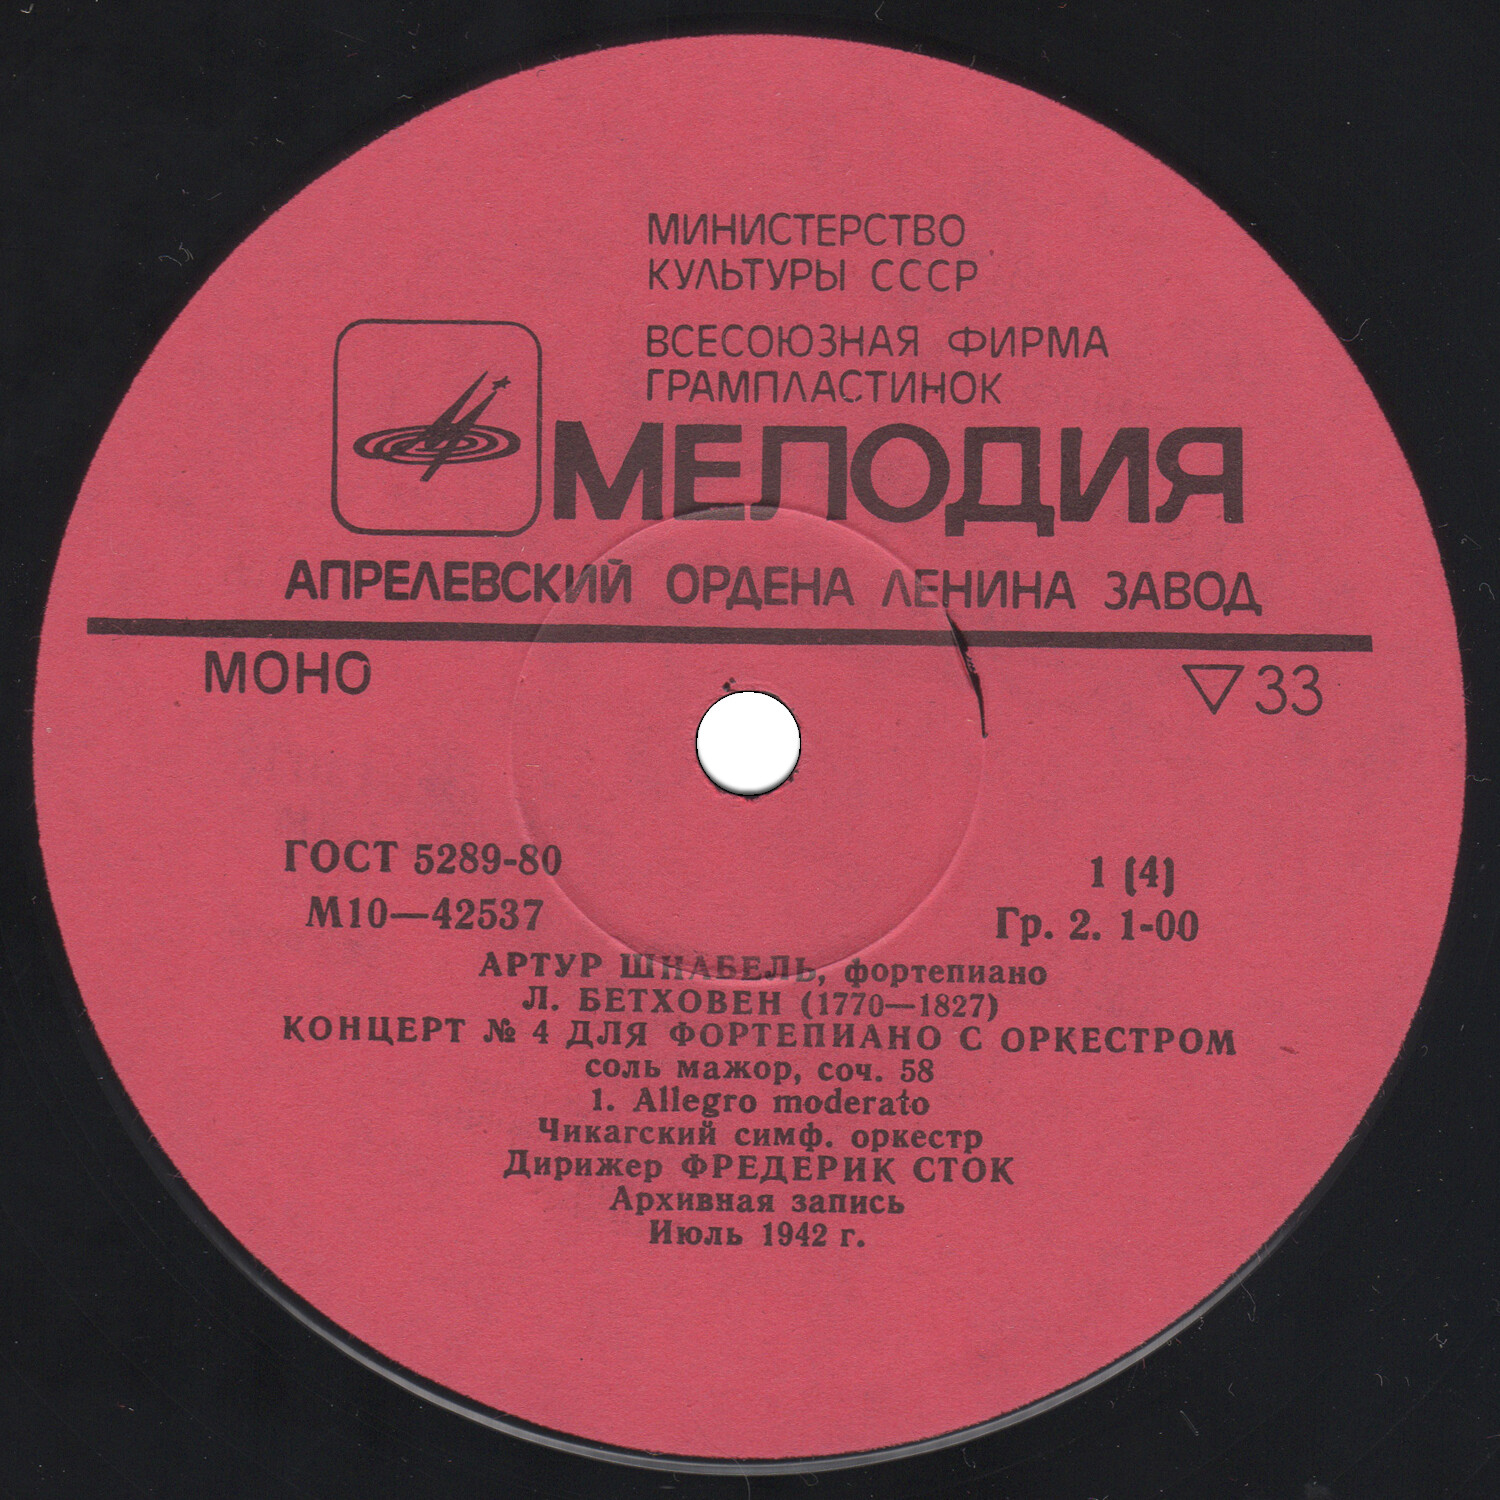 МИНИСТЕРСТВО
КУЛЬТУРЫ СССР
ВСЕСОЮЗНАЯ ФИРМА
ГРАМПЛАСТИНОК
МЕЛОДИЯ
АПРЕЛЕВСКИЙ ОРДЕНА ЛЕНИНА ЗАВОД
МОНО
33
ГОСТ 5289-80
1 (4)
М10—42537
Гр. 2. 1-00
АРТУР ШНАБЕЛЬ, фортепиано
Л. БЕТХОВЕН (1770—1827)
КОНЦЕРТ № 4 ДЛЯ ФОРТЕПИАНО С ОРКЕСТРОМ
соль мажор, соч. 58
1. Allegro moderato
Чикагский симф. оркестр
Дирижер ФРЕДЕРИК СТОК
Архивная запись
Июль 1942 г.